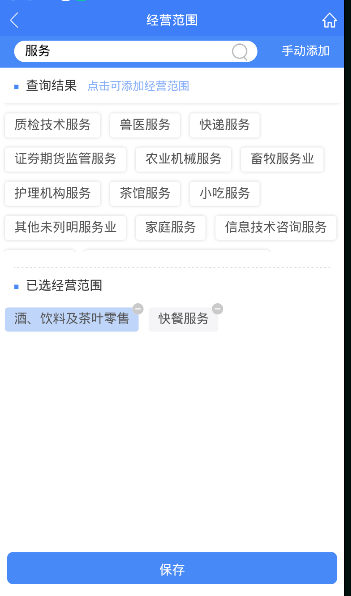 经营范围
服务 手动添加
查询结果 点击可添加经营范围
质检技术服务 兽医服务 快递服务
证券期货监管服务 农业机械服务 畜牧服务业
护理机构服务 茶馆服务 小吃服务
其他未列明服务业 家庭服务 信息技术咨询服务
已选经营范围
酒、饮料及茶叶零售 快餐服务
保存